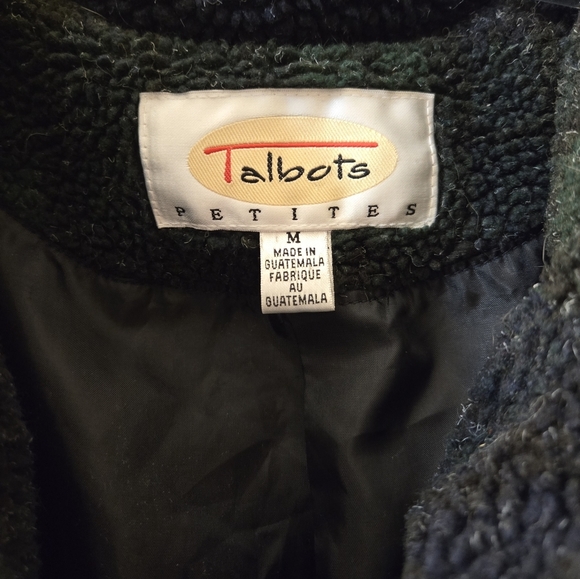 Talbots
PETITES
M
MADE IN
GUATEMALA
FABRIQUE
AU
GUATEMALA